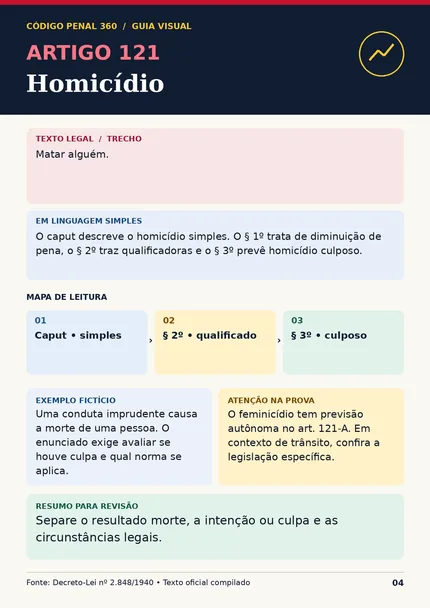 CÓDIGO PENAL 360 / GUIA VISUAL
ARTIGO 121
Homicídio
TEXTO LEGAL / TRECHO
Matar alguém.
EM LINGUAGEM SIMPLES
O caput descreve o homicídio simples. O § 1º trata de diminuição de
pena, o § 2º traz qualificadoras e o § 3º prevê homicídio culposo.
MAPA DE LEITURA
01
Caput • simples
›
02
§ 2º • qualificado
›
03
§ 3º • culposo
EXEMPLO FICTÍCIO
Uma conduta imprudente causa
a morte de uma pessoa. O
enunciado exige avaliar se
houve culpa e qual norma se
aplica.
ATENÇÃO NA PROVA
O feminicídio tem previsão
autônoma no art. 121-A. Em
contexto de trânsito, confira a
legislação específica.
RESUMO PARA REVISÃO
Separe o resultado morte, a intenção ou culpa e as
circunstâncias legais.
Fonte: Decreto-Lei nº 2.848/1940 • Texto oficial compilado
04